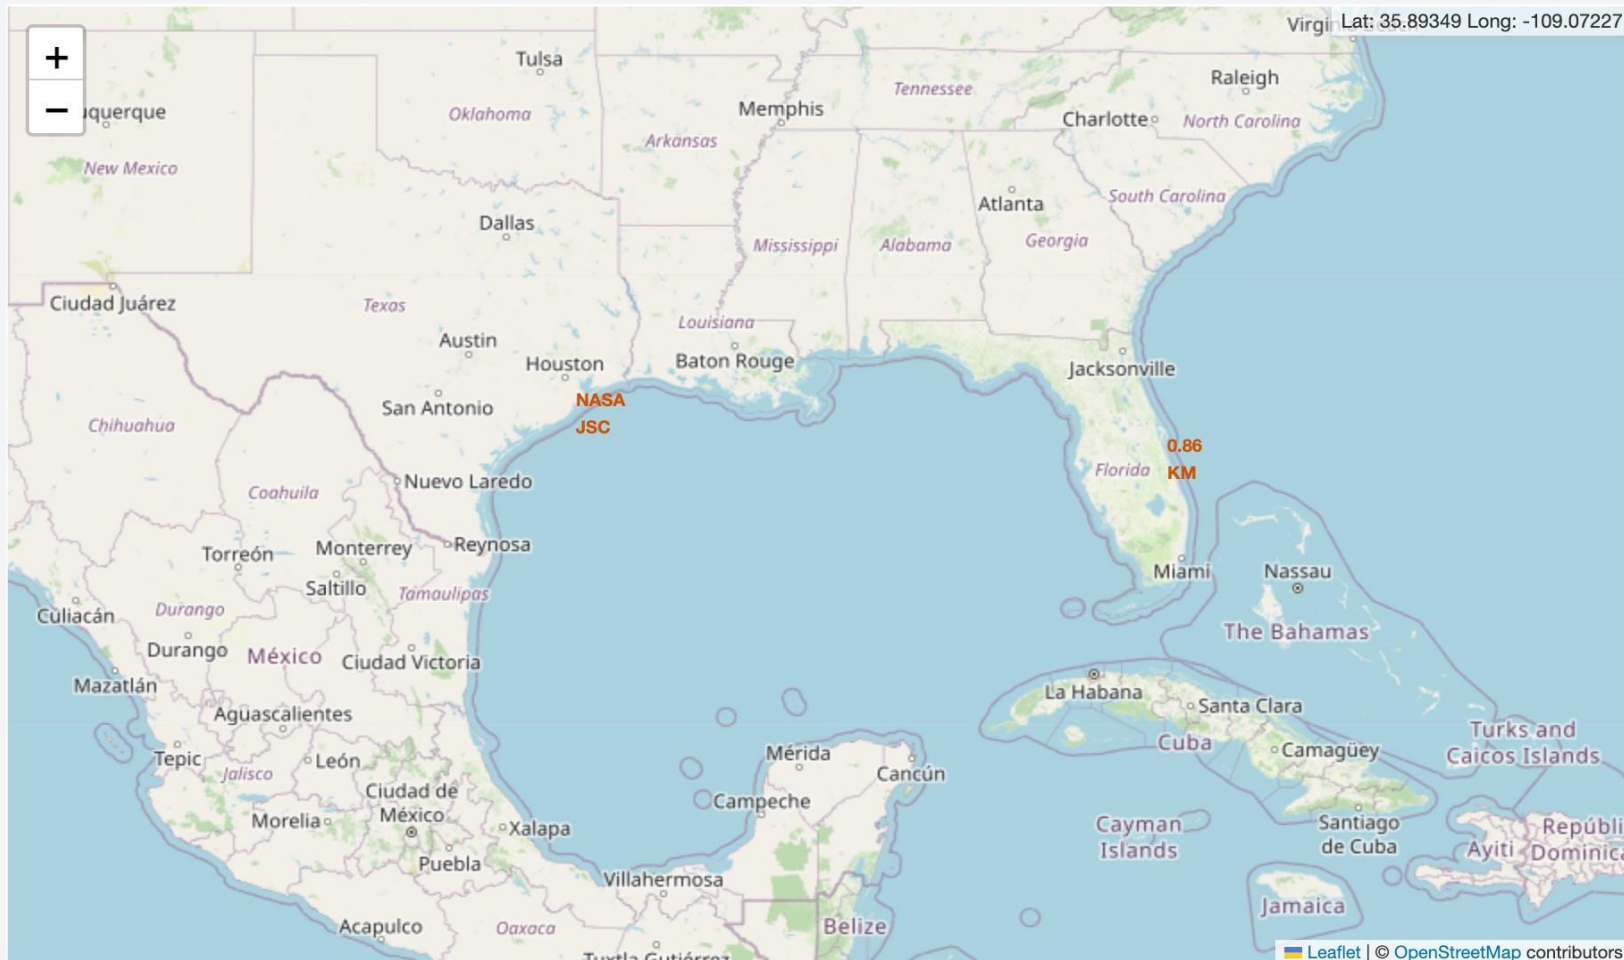 Virgin
Lat: 35.89349 Long: -109.07227
+
−
Tulsa
Raleigh
Tennessee
uquerque
Oklahoma
Memphis
Charlotte
North Carolina
Arkansas
New Mexico
South Carolina
Atlanta
Dallas
Mississippi
Alabama
Georgia
Ciudad Juárez
Texas
Louisiana
Austin
Houston
Baton Rouge
Jacksonville
NASA
JSC
San Antonio
Chihuahua
0.86
KM
Florida
Nuevo Laredo
Coahuila
Reynosa
Monterrey
Torreón
Saltillo
Tamaulipas
Miami
Nassau
Culiacán
Durango
The Bahamas
Durango
México
Ciudad Victoria
Mazatlán
La Habana
Santa Clara
Aguascalientes
Turks and
Caicos Islands
Cuba
Camagüey
Tepic
León
Mérida
Jalisco
Cancún
Ciudad de
México
Campeche
Morelia
Xalapa
Cayman
Islands
Santiago
de Cuba
Républi
Dominica
Ayiti
Puebla
Villahermosa
Jamaica
Acapulco
Oaxaca
Belize
Tuxtla Gutiérrez
Leaflet | © OpenStreetMap contributors